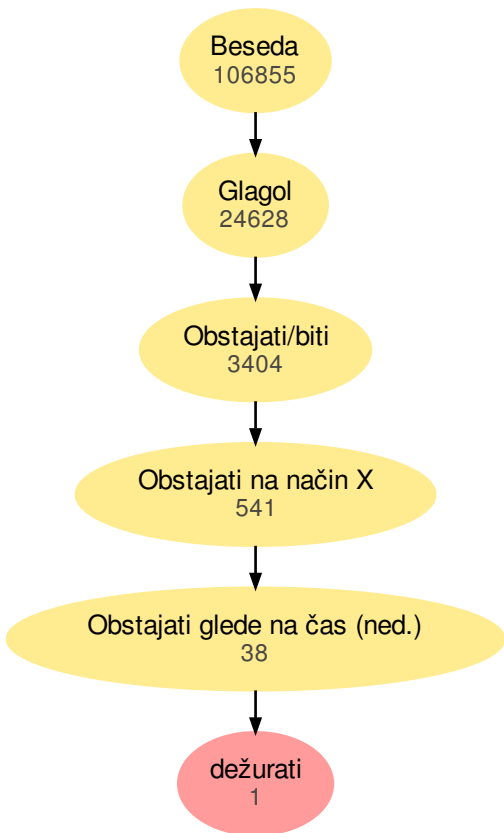 Beseda
106855
Glagol
24628
Obstajati/biti
3404
Obstajati na način X
541
Obstajati glede na čas (ned.)
38
dežurati
1